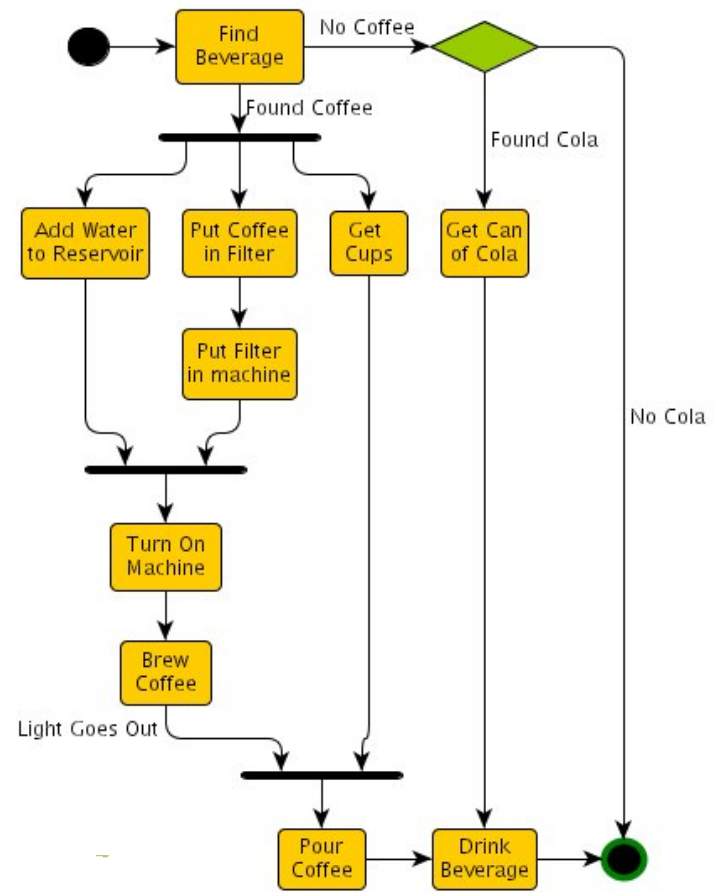 Find
Beverage
No Coffee
Found Coffee
Found Cola
Add Water
to Reservoir
Put Coffee
in Filter
Get
Cups
Get Can
of Cola
Put Filter
in machine
No Cola
Turn On
Machine
Brew
Coffee
Light Goes Out
Pour
Coffee
Drink
Beverage